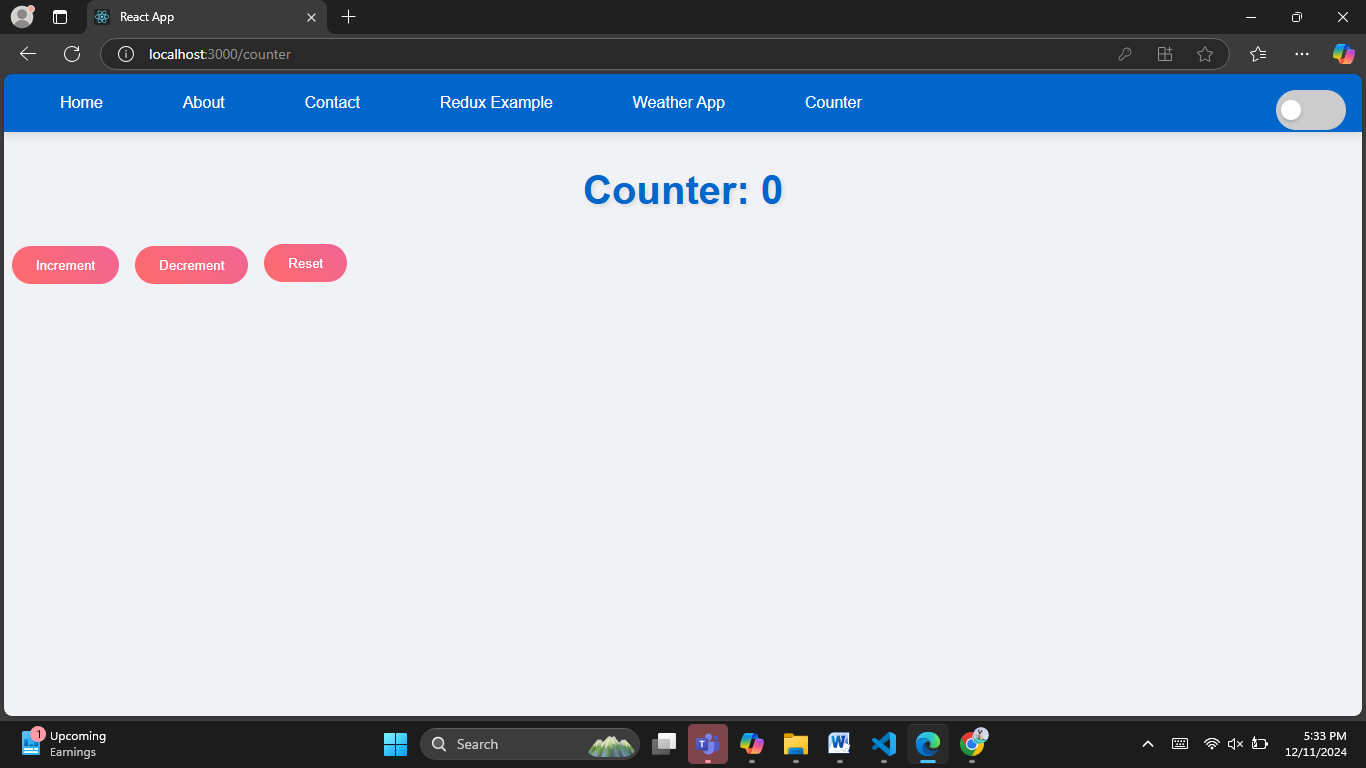 React App
localhost:3000/counter
Home About Contact Redux Example Weather App Counter
Counter: 0
Increment Decrement Reset
1 Upcoming
Earnings
Search
5:33 PM
12/11/2024